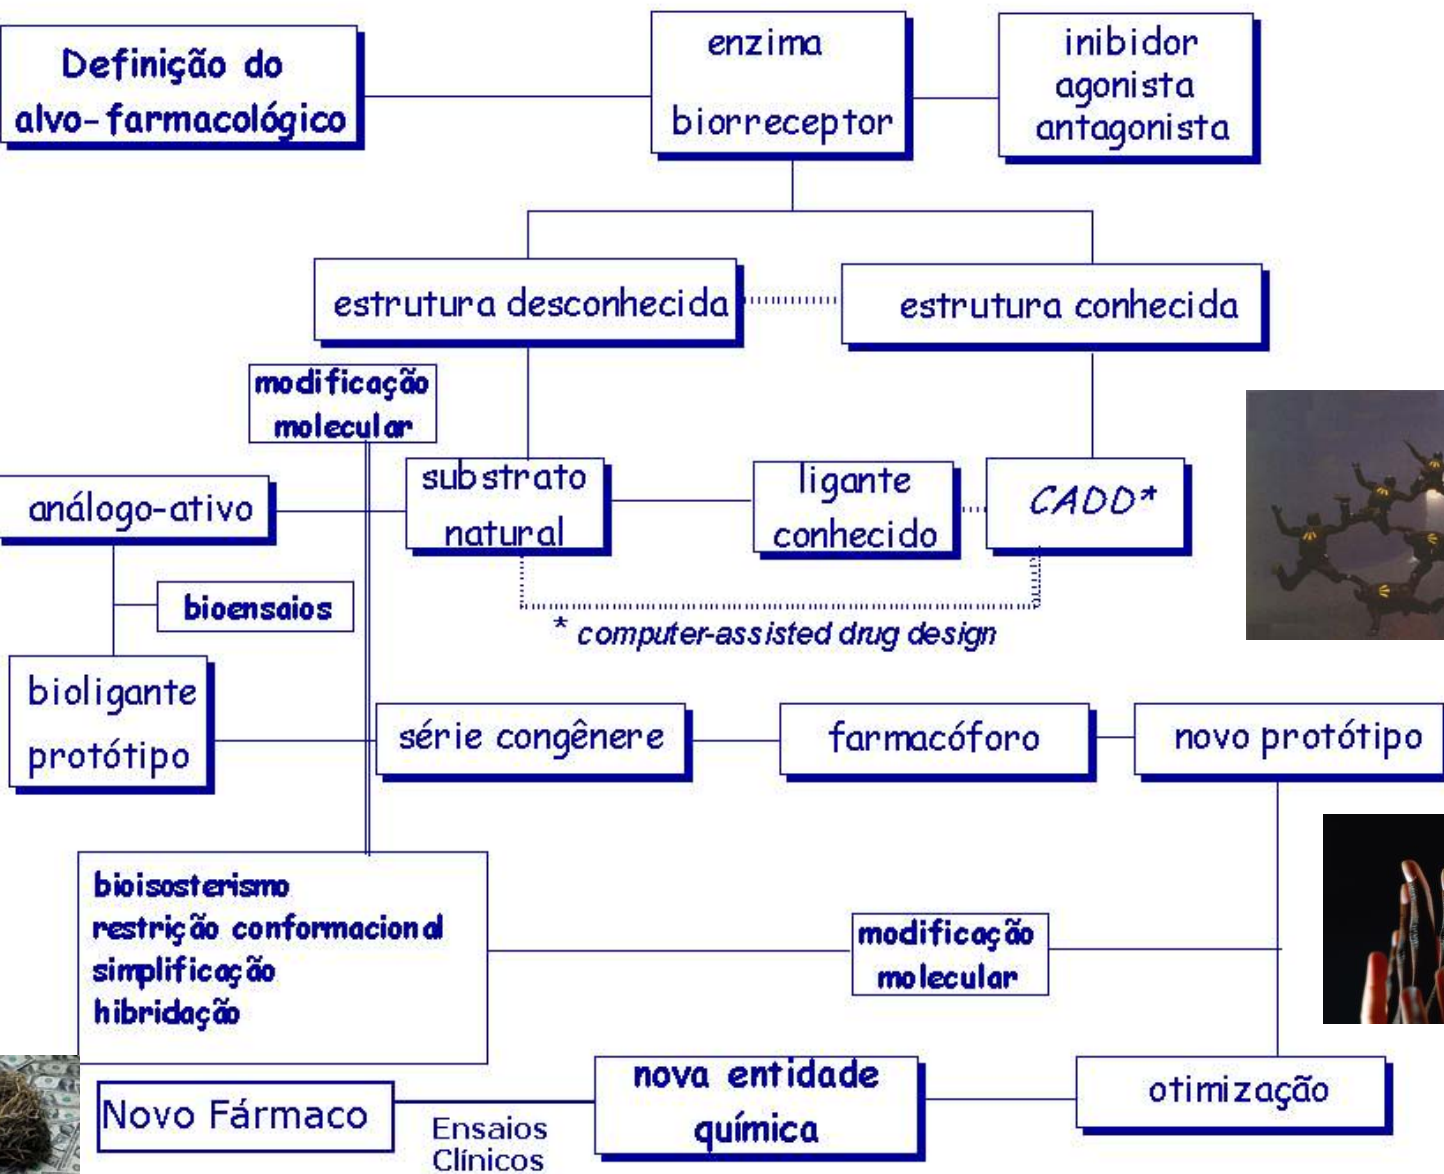 Definição do
alvo-farmacológico
enzima
biorreceptor
inibidor
agonista
antagonista
estrutura desconhecida
estrutura conhecida
modificação
molecular
análogo-ativo
substrato
natural
ligante
conhecido
CADD*
bioensaios
* computer-assisted drug design
bioligante
protótipo
série congênere
farmacóforo
novo protótipo
bioisosterismo
restrição conformacional
simplificação
hibridação
modificação
molecular
Novo Fármaco
Ensaios
Clínicos
nova entidade
química
otimização